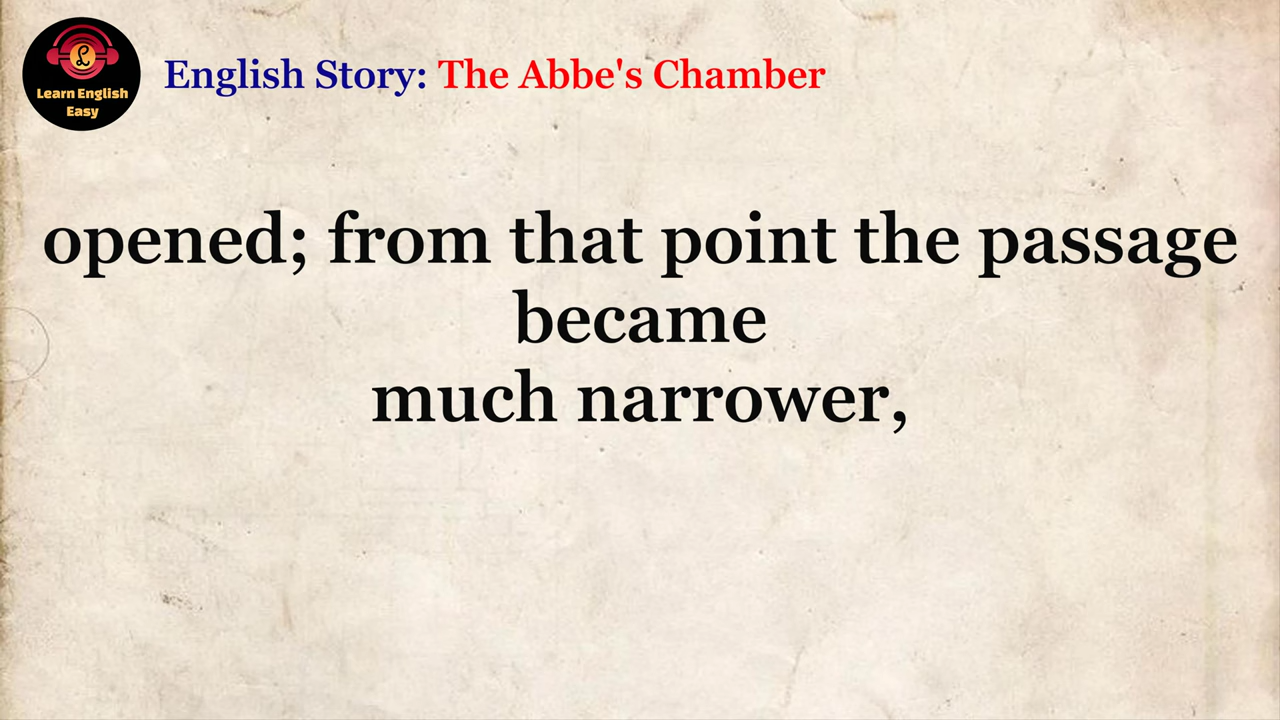 Learn English
Easy
English Story: The Abbe's Chamber
opened; from that point the passage
became
much narrower,